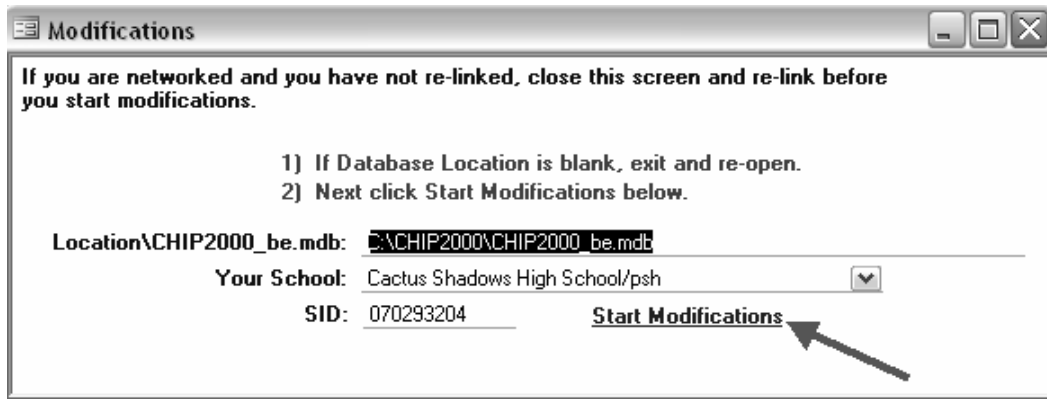 Modifications
If you are networked and you have not re-linked, close this screen and re-link before
you start modifications.
1) If Database Location is blank, exit and re-open.
2) Next click Start Modifications below.
Location\CHIP2000_be.mdb: C:\CHIP2000\CHIP2000_be.mdb
Your School: Cactus Shadows High School/psh
SID: 070293204 Start Modifications